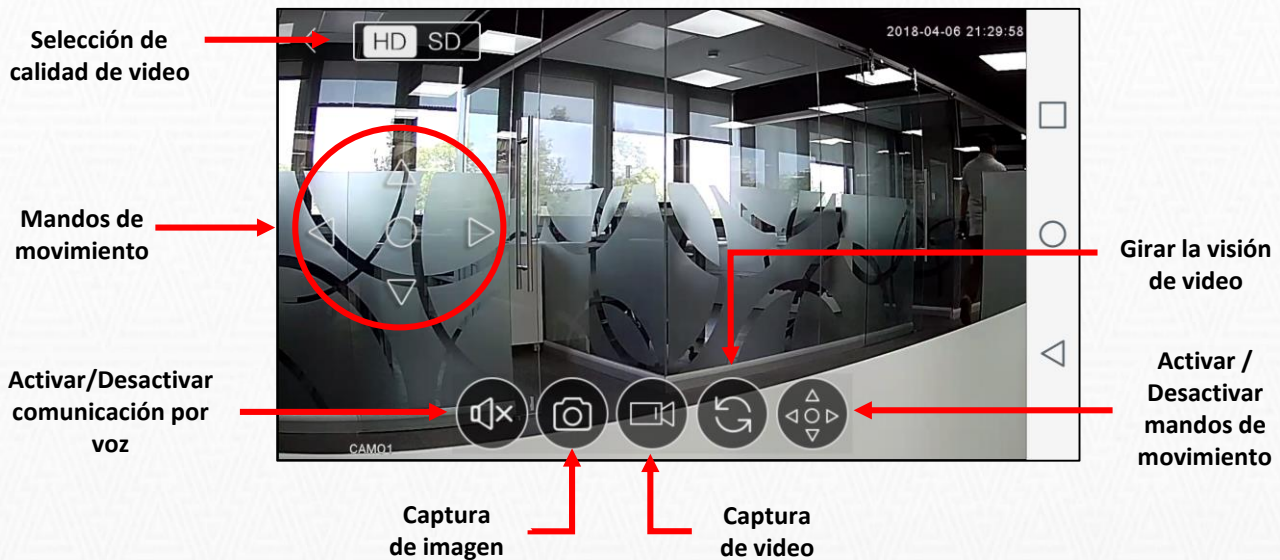 Selección de
calidad de video
HD SD
2018-04-06 21:29:58
Mandos de
movimiento
Girar la visión
de video
Activar/Desactivar
comunicación por
voz
Activar /
Desactivar
mandos de
movimiento
CAM01
Captura
de imagen
Captura
de video